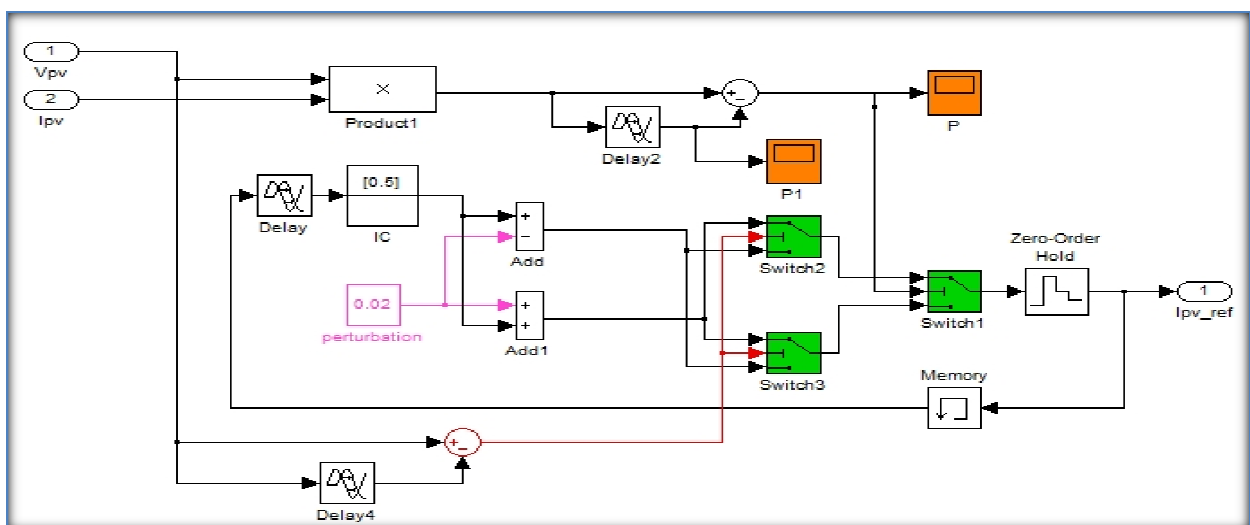 1
Vpv
2
Ipv
×
Product1
Delay2
+
−
P
P1
Delay
[0.5]
IC
+
−
Add
0.02
perturbation
+
+
Add1
Switch2
Switch3
Switch1
Zero-Order
Hold
1
Ipv_ref
Memory
+
−
Delay4